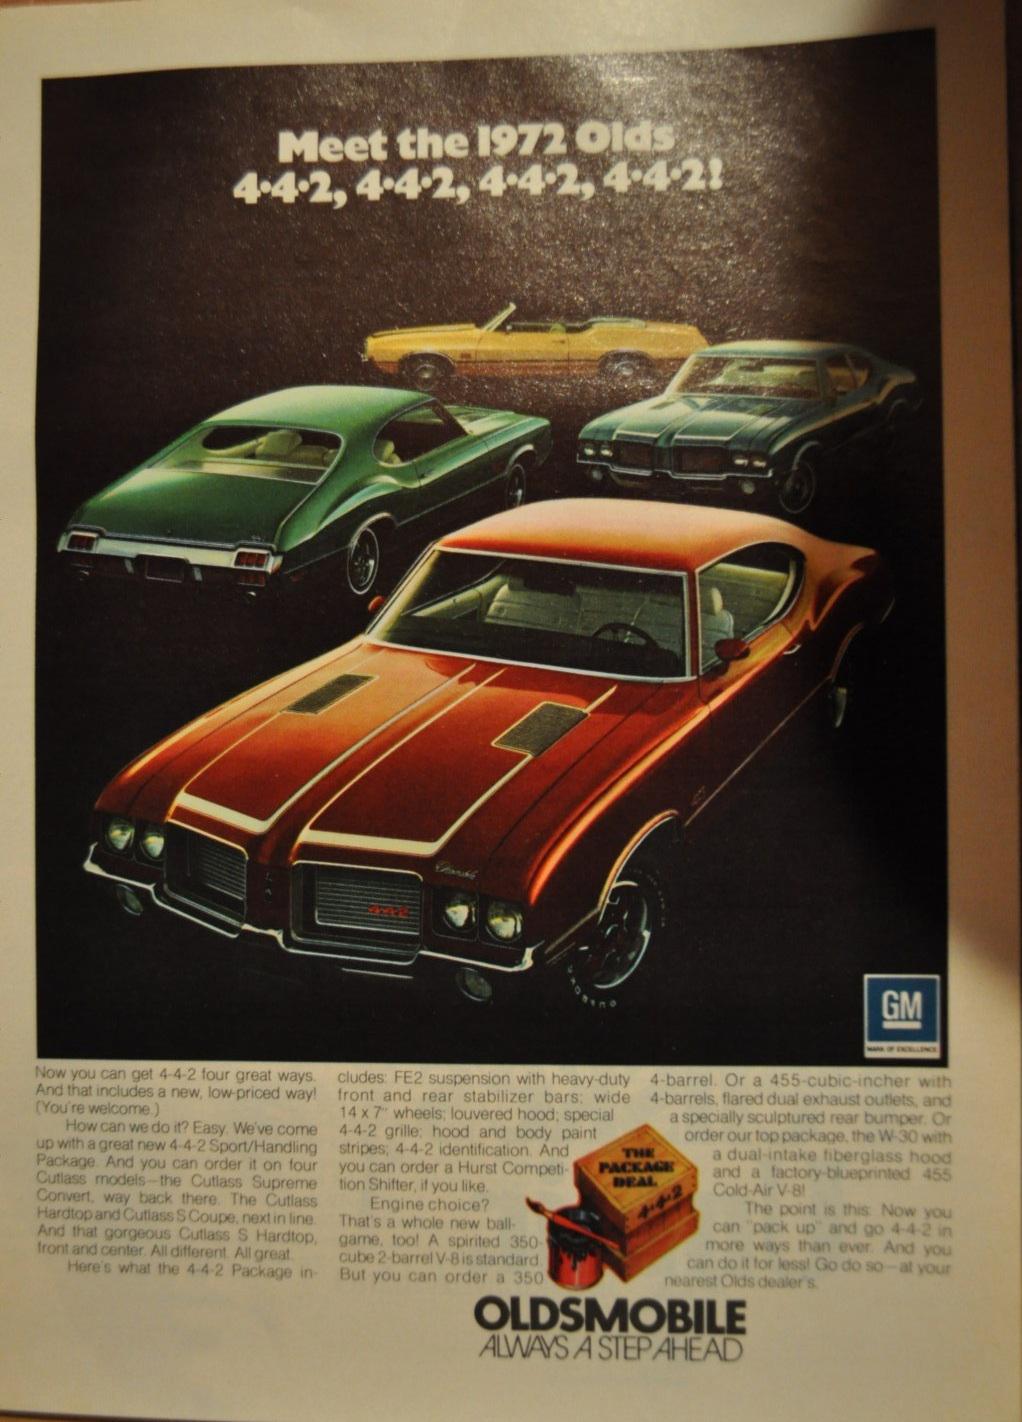 Meet the 1972 Olds
4•4•2, 4•4•2, 4•4•2, 4•4•2!
442
GM
MARK OF EXCELLENCE
Now you can get 4-4-2 four great ways.
And that includes a new, low-priced way!
(You're welcome.)
How can we do it? Easy. We've come
up with a great new 4-4-2 Sport/Handling
Package. And you can order it on four
Cutlass models—the Cutlass Supreme
Convert, way back there. The Cutlass
Hardtop and Cutlass S Coupe, next in line.
And that gorgeous Cutlass S Hardtop,
front and center. All different. All great.
Here's what the 4-4-2 Package in-
cludes: FE2 suspension with heavy-duty
front and rear stabilizer bars; wide
14 x 7" wheels; louvered hood; special
4-4-2 grille; hood and body paint
stripes; 4-4-2 identification. And
you can order a Hurst Competi-
tion Shifter, if you like.
Engine choice?
That's a whole new ball-
game, too! A spirited 350-
cube 2-barrel V-8 is standard.
But you can order a 350
4-barrel. Or a 455-cubic-incher with
4-barrels, flared dual exhaust outlets, and
a specially sculptured rear bumper. Or
order our top package, the W-30 with
a dual-intake fiberglass hood
and a factory-blueprinted 455
Cold-Air V-8!
The point is this: Now you
can "pack up" and go 4-4-2 in
more ways than ever. And you
can do it for less! Go do so—at your
nearest Olds dealer's.
THE
PACKAGE
DEAL
4-4-2
OLDSMOBILE
ALWAYS A STEP AHEAD